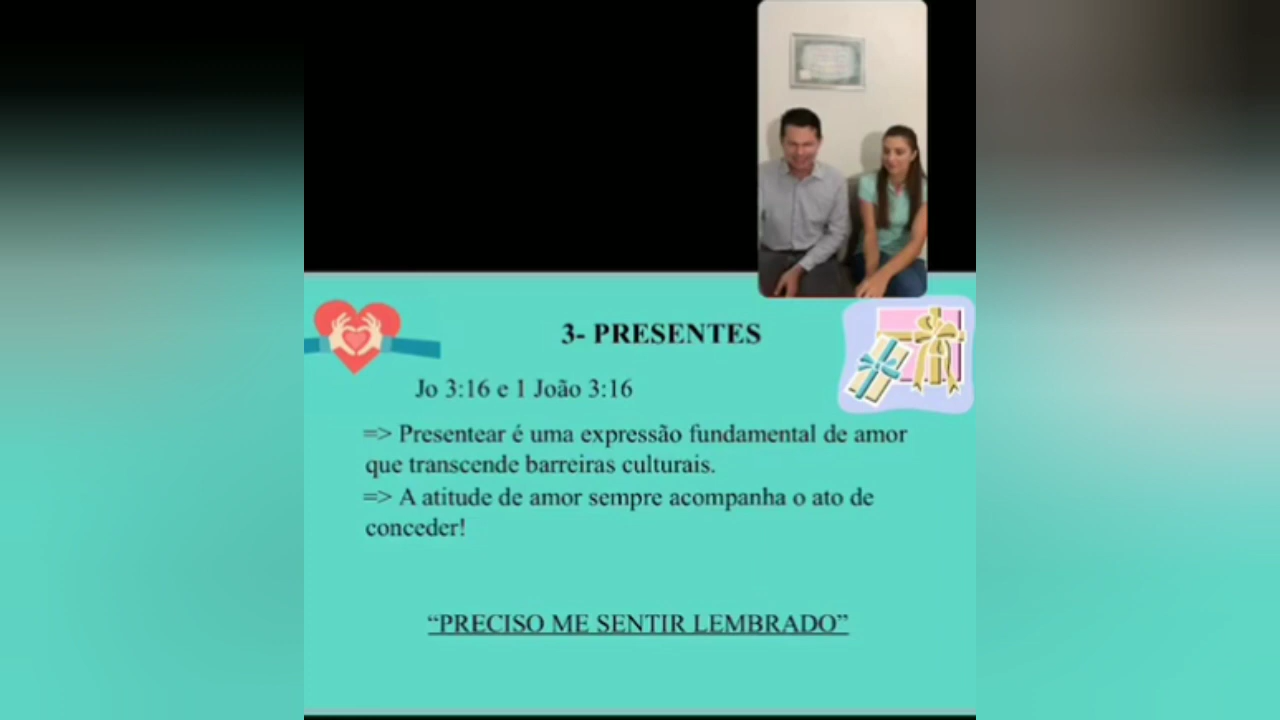 3- PRESENTES
Jo 3:16 e 1 João 3:16
=> Presentear é uma expressão fundamental de amor
que transcende barreiras culturais.
=> A atitude de amor sempre acompanha o ato de
conceder!
“PRECISO ME SENTIR LEMBRADO”